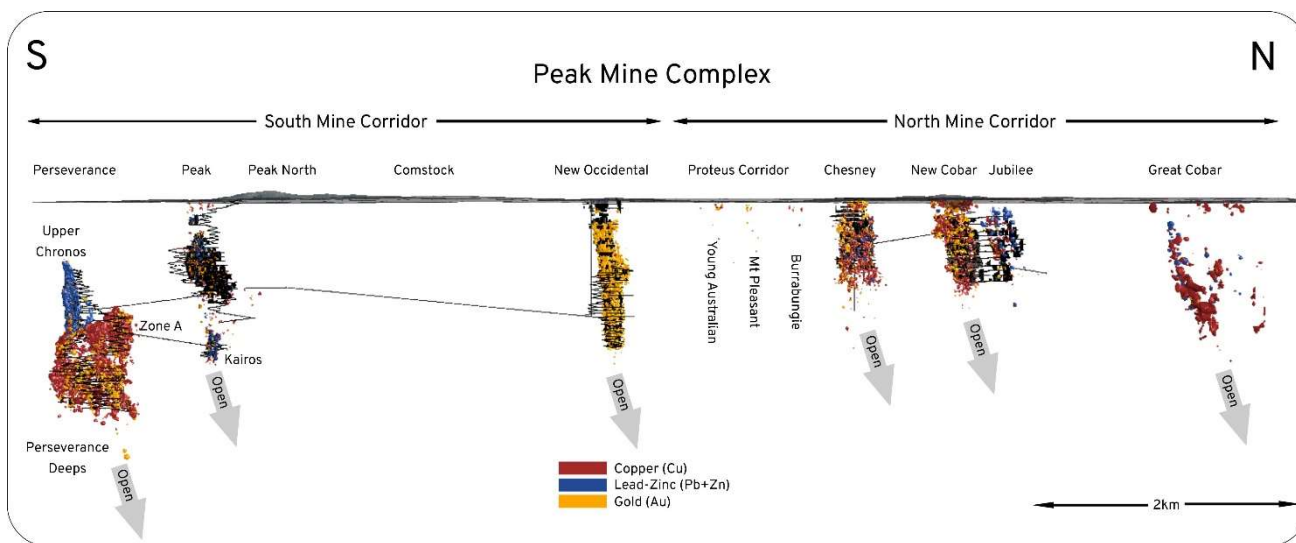 S
N
Peak Mine Complex
South Mine Corridor
North Mine Corridor
Perseverance
Peak
Peak North
Comstock
New Occidental
Proteus Corridor
Chesney
New Cobar
Jubilee
Great Cobar
Upper
Chronos
Zone A
Kairos
Perseverance
Deeps
Young Australian
Mt Pleasant
Burrabungie
Open
Open
Open
Open
Open
Open
Copper (Cu)
Lead-Zinc (Pb+Zn)
Gold (Au)
2km